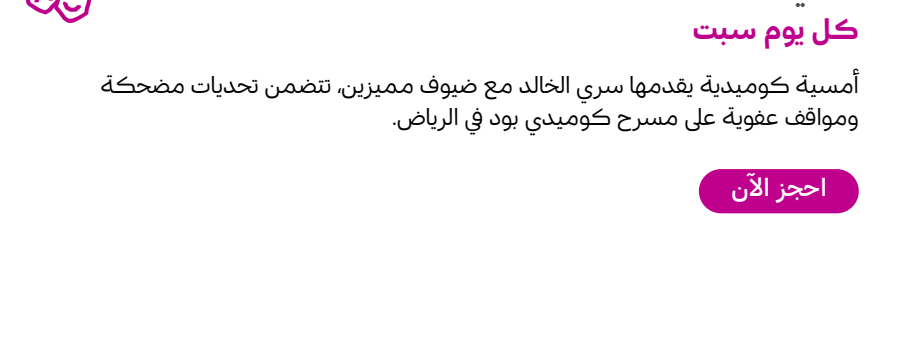 كل يوم سبت
أمسية كوميدية يقدمها سري الخالد مع ضيوف مميزين، تتضمن تحديات مضحكة
ومواقف عفوية على مسرح كوميدي بود في الرياض.
احجز الآن